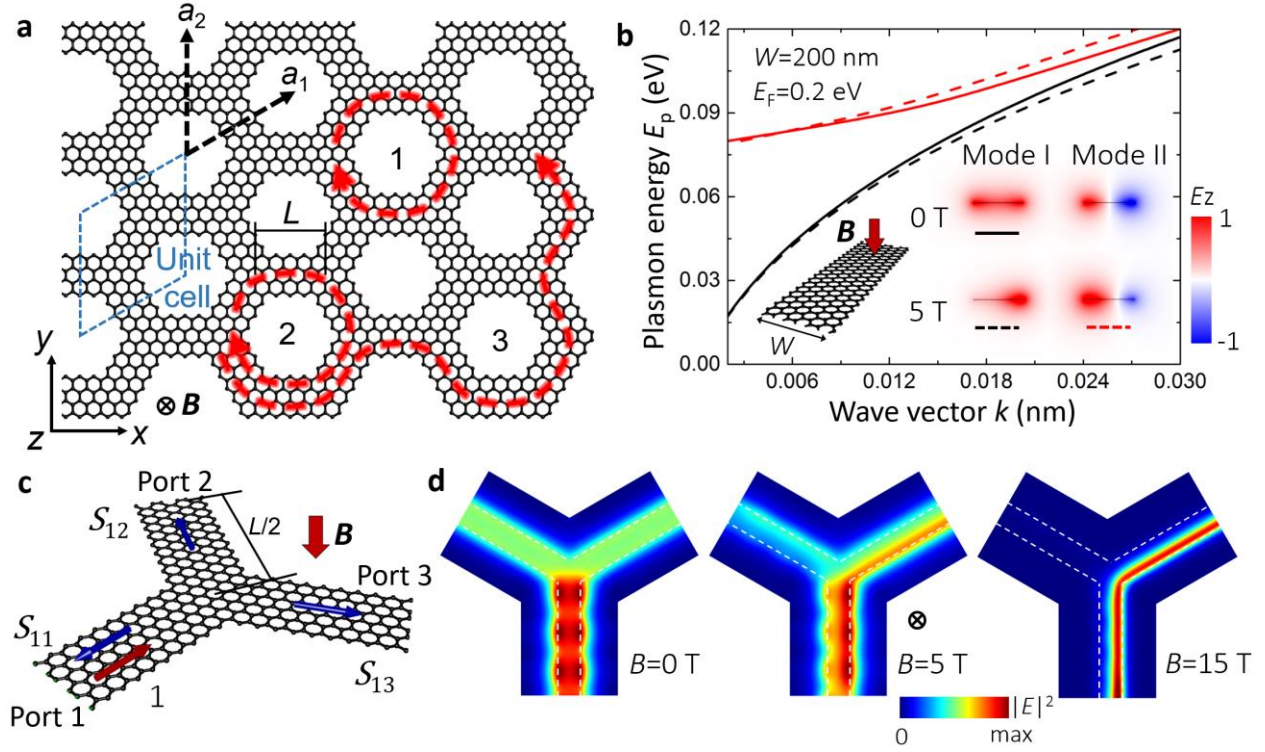 a
a₂
a₁
1
L
Unit
cell
2
3
y
z
x
⊗ B
b
W=200 nm
E_F=0.2 eV
Mode I
Mode II
0 T
5 T
B
W
Ez
1
-1
0.12
0.09
0.06
0.03
0.00
Plasmon energy E_p (eV)
0.006
0.012
0.018
0.024
0.030
Wave vector k (nm)
c
Port 2
S₁₂
L/2
B
Port 3
S₁₁
S₁₃
1
Port 1
d
B=0 T
⊗
B=5 T
B=15 T
|E|²
0
max